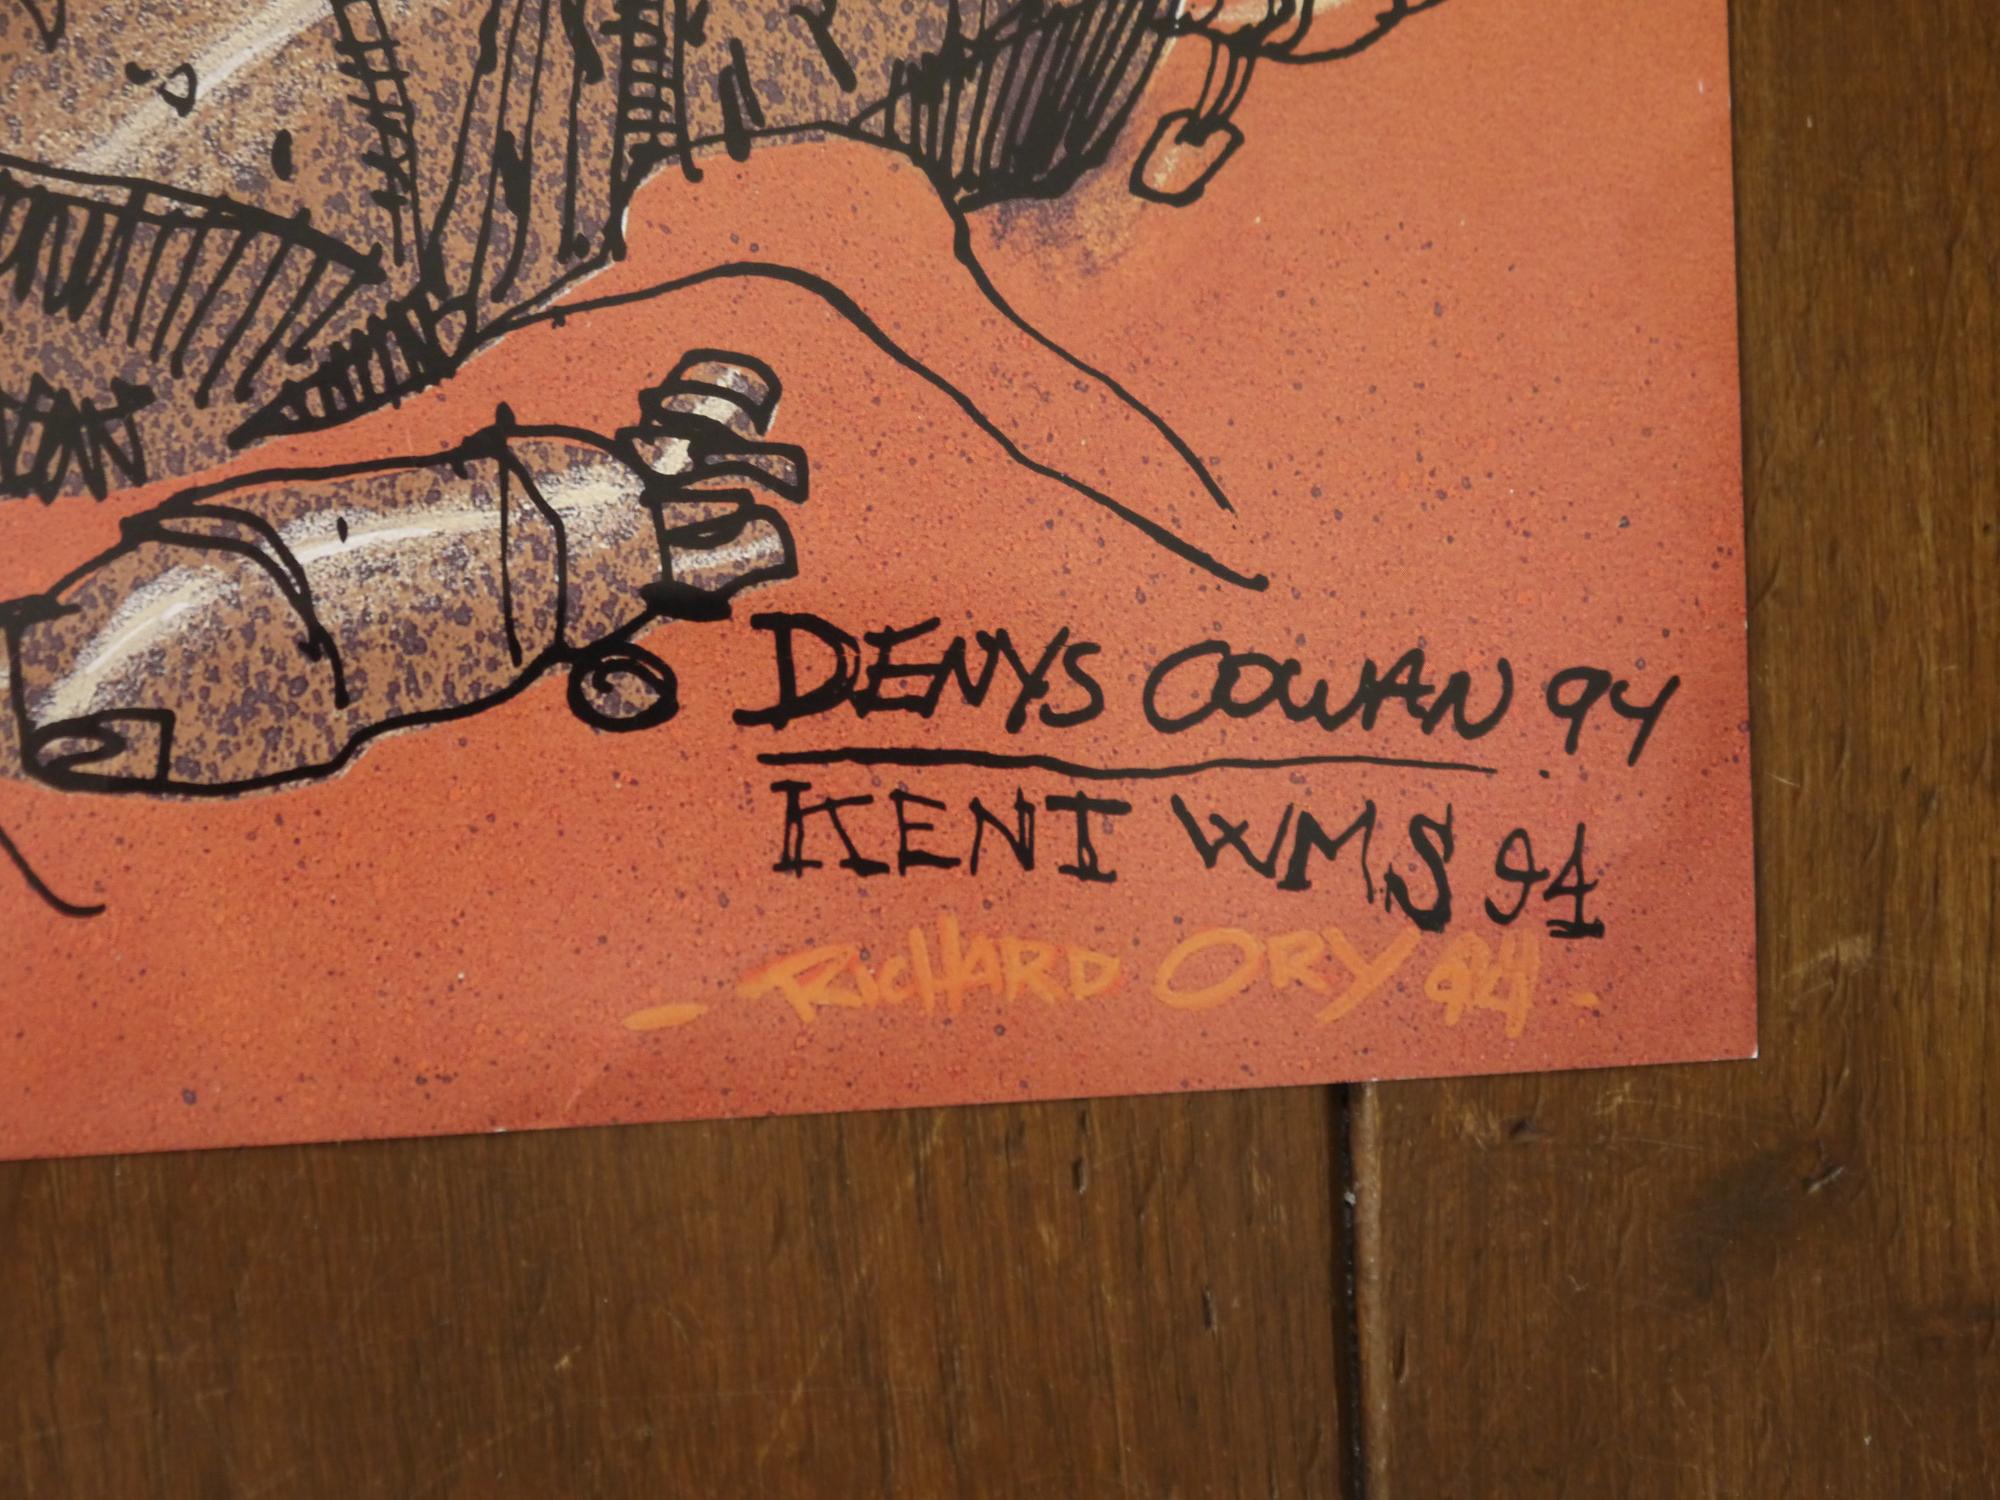 DENYS COWAN 94
KENT WMS 94
- RICHARD ORY 94 -